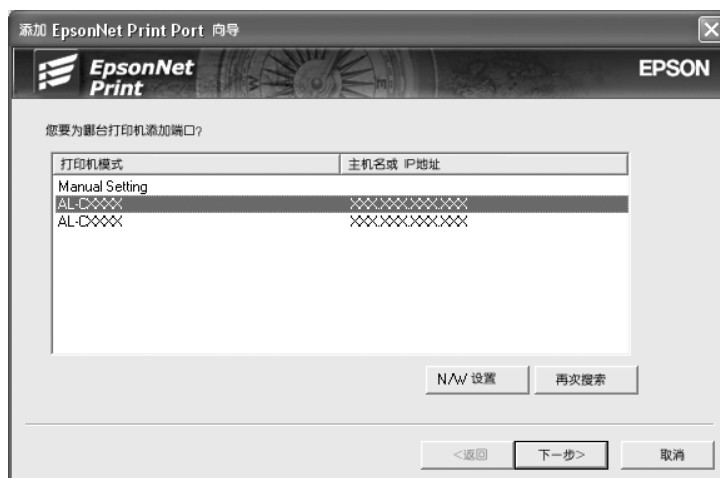 添加 EpsonNet Print Port 向导
EpsonNet
Print
EPSON
您要为哪台打印机添加端口?
打印机模式 主机名或 IP地址
Manual Setting
AL-CXXXX XXX.XXX.XXX.XXX
AL-CXXXX XXX.XXX.XXX.XXX
N/W 设置 再次搜索
<返回 下一步> 取消